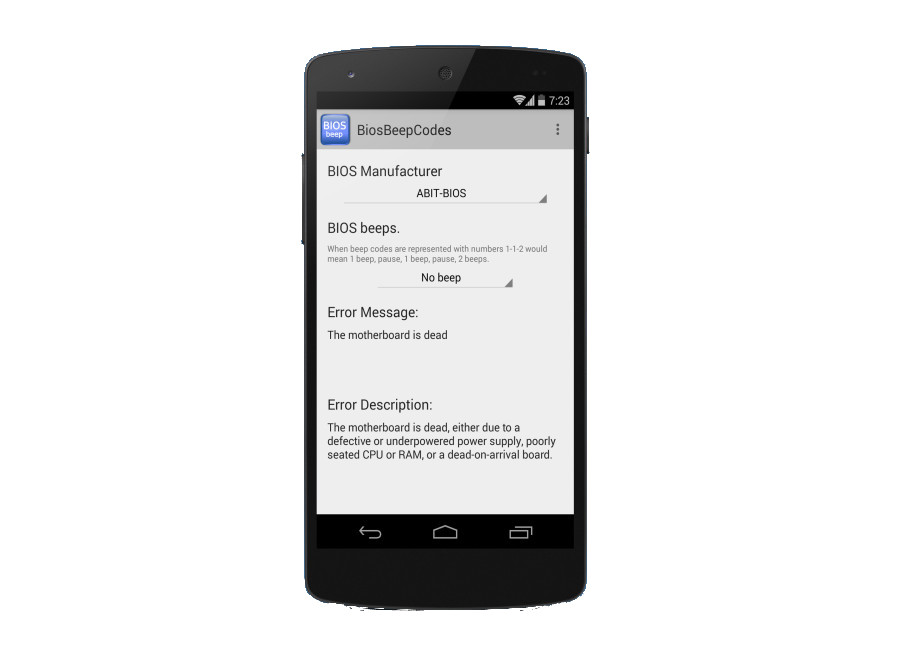 7:23
BIOS
beep
BiosBeepCodes
BIOS Manufacturer
ABIT-BIOS
BIOS beeps.
When beep codes are represented with numbers 1-1-2 would
mean 1 beep, pause, 1 beep, pause, 2 beeps.
No beep
Error Message:
The motherboard is dead
Error Description:
The motherboard is dead, either due to a
defective or underpowered power supply, poorly
seated CPU or RAM, or a dead-on-arrival board.